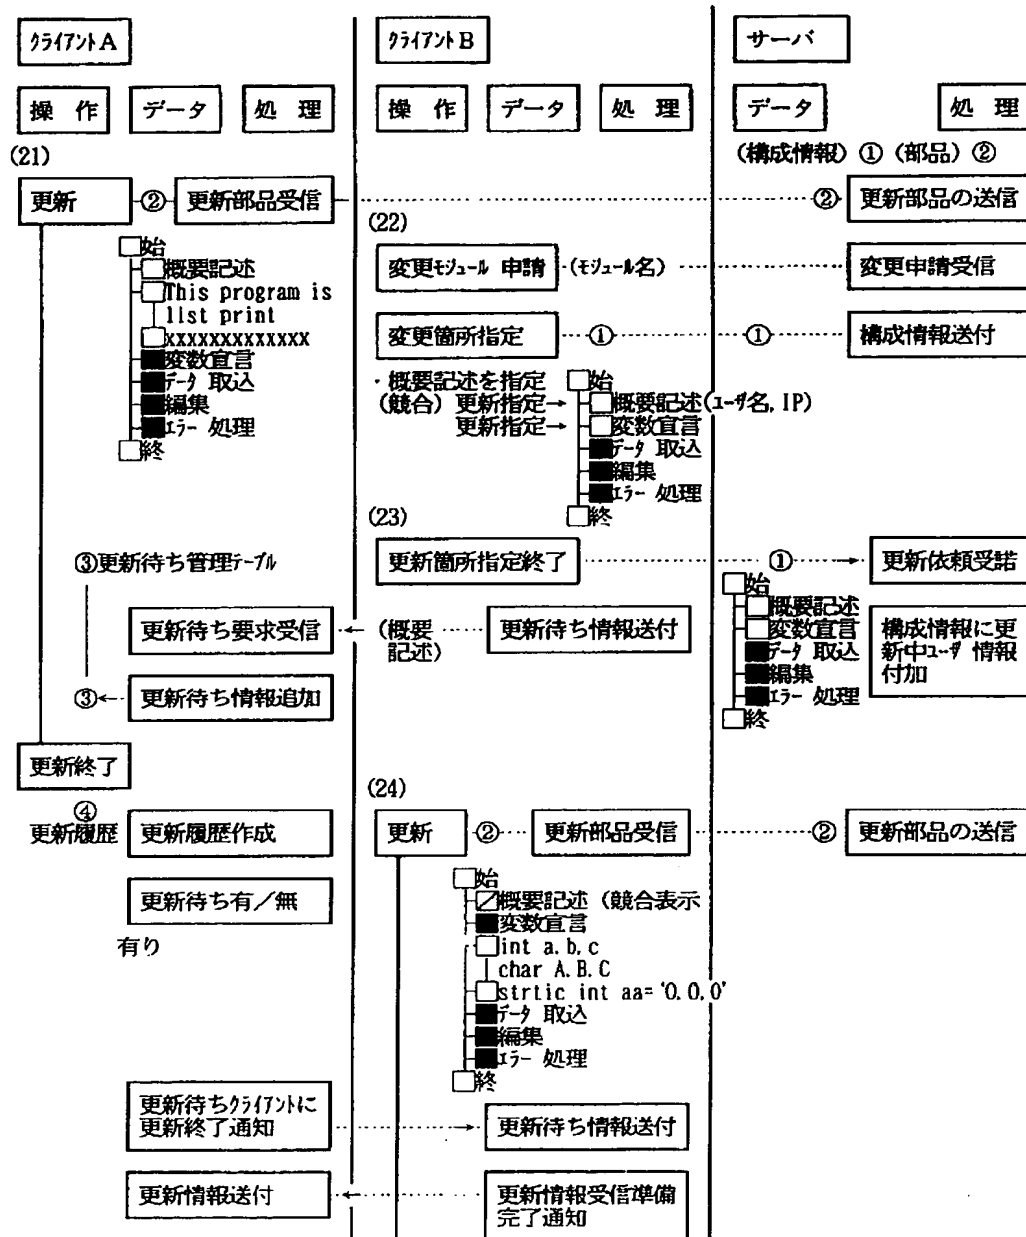 クライアントA
クライアントB
サーバ
操 作
データ
処 理
操 作
データ
処 理
データ
処 理
(構成情報) ① (部品) ②
(21)
更新
②
更新部品受信
②
更新部品の送信
始
概要記述
This program is
list print
xxxxxxxxxxxxx
変数宣言
データ 取込
編集
エラー 処理
終
(22)
変更モジュール 申請
(モジュール名)
変更申請受信
変更箇所指定
①
①
構成情報送付
・概要記述を指定
(競合) 更新指定→
更新指定→
始
概要記述(ユーザ名, IP)
変数宣言
データ 取込
編集
エラー 処理
終
(23)
更新箇所指定終了
①
更新依頼受諾
③更新待ち管理テーブル
始
概要記述
変数宣言
データ 取込
編集
エラー 処理
終
構成情報に更
新中ユーザ 情報
付加
更新待ち要求受信
(概要
記述)
更新待ち情報送付
③
更新待ち情報追加
更新終了
④
更新履歴
更新履歴作成
(24)
更新
②
更新部品受信
②
更新部品の送信
更新待ち有/無
有り
始
概要記述 (競合表示
変数宣言
int a.b.c
char A.B.C
strtic int aa='0.0.0'
データ 取込
編集
エラー 処理
終
更新待ちクライアントに
更新終了通知
更新待ち情報送付
更新情報送付
更新情報受信準備
完了通知